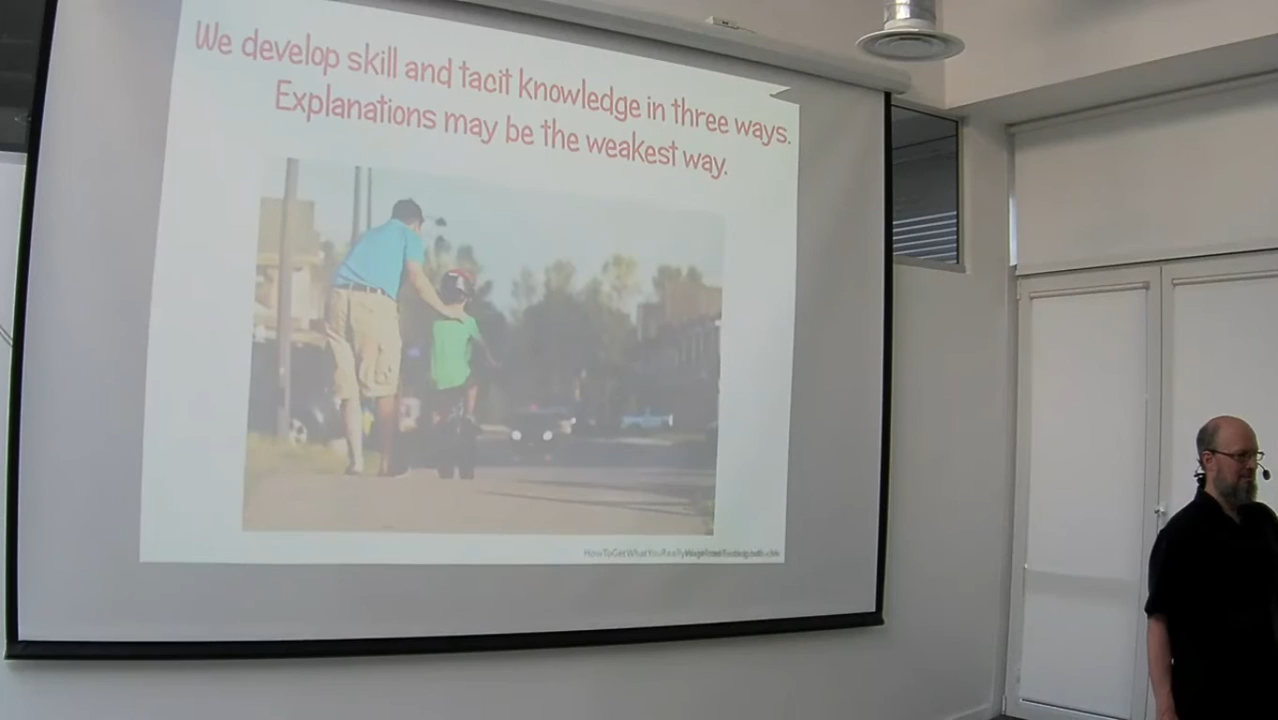 We develop skill and tacit knowledge in three ways.
Explanations may be the weakest way.